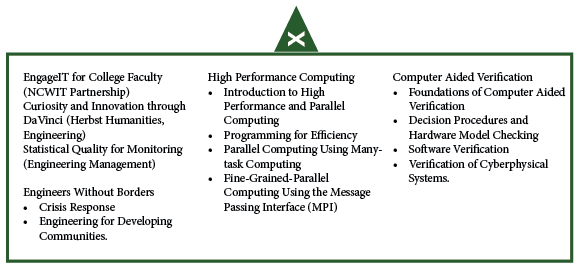 X
EngageIT for College Faculty
(NCWIT Partnership)
Curiosity and Innovation through
DaVinci (Herbst Humanities,
Engineering)
Statistical Quality for Monitoring
(Engineering Management)
Engineers Without Borders
• Crisis Response
• Engineering for Developing
Communities.
High Performance Computing
• Introduction to High
Performance and Parallel
Computing
• Programming for Efficiency
• Parallel Computing Using Many-
task Computing
• Fine-Grained-Parallel
Computing Using the Message
Passing Interface (MPI)
Computer Aided Verification
• Foundations of Computer Aided
Verification
• Decision Procedures and
Hardware Model Checking
• Software Verification
• Verification of Cyberphysical
Systems.